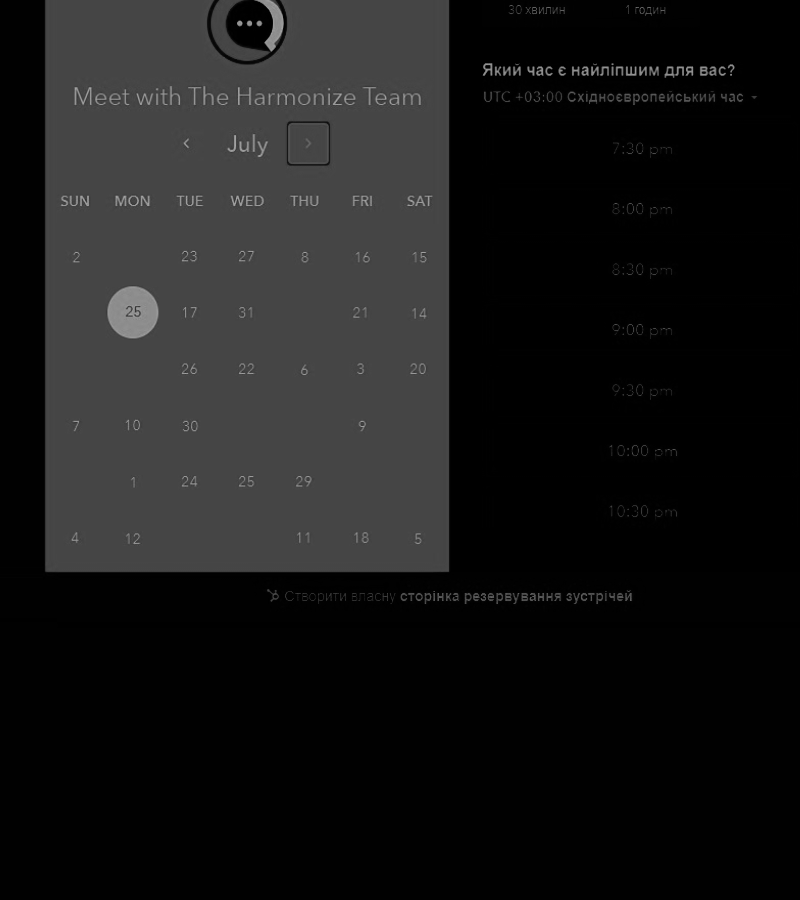 30 хвилин 1 годин
Meet with The Harmonize Team
July
SUN MON TUE WED THU FRI SAT
2 23 27 8 16 15
25 17 31 21 14
26 22 6 3 20
7 10 30 9
1 24 25 29
4 12 11 18 5
Який час є найліпшим для вас?
UTC +03:00 Східноєвропейський час
7:30 pm
8:00 pm
8:30 pm
9:00 pm
9:30 pm
10:00 pm
10:30 pm
Створити власну сторінка резервування зустрічей